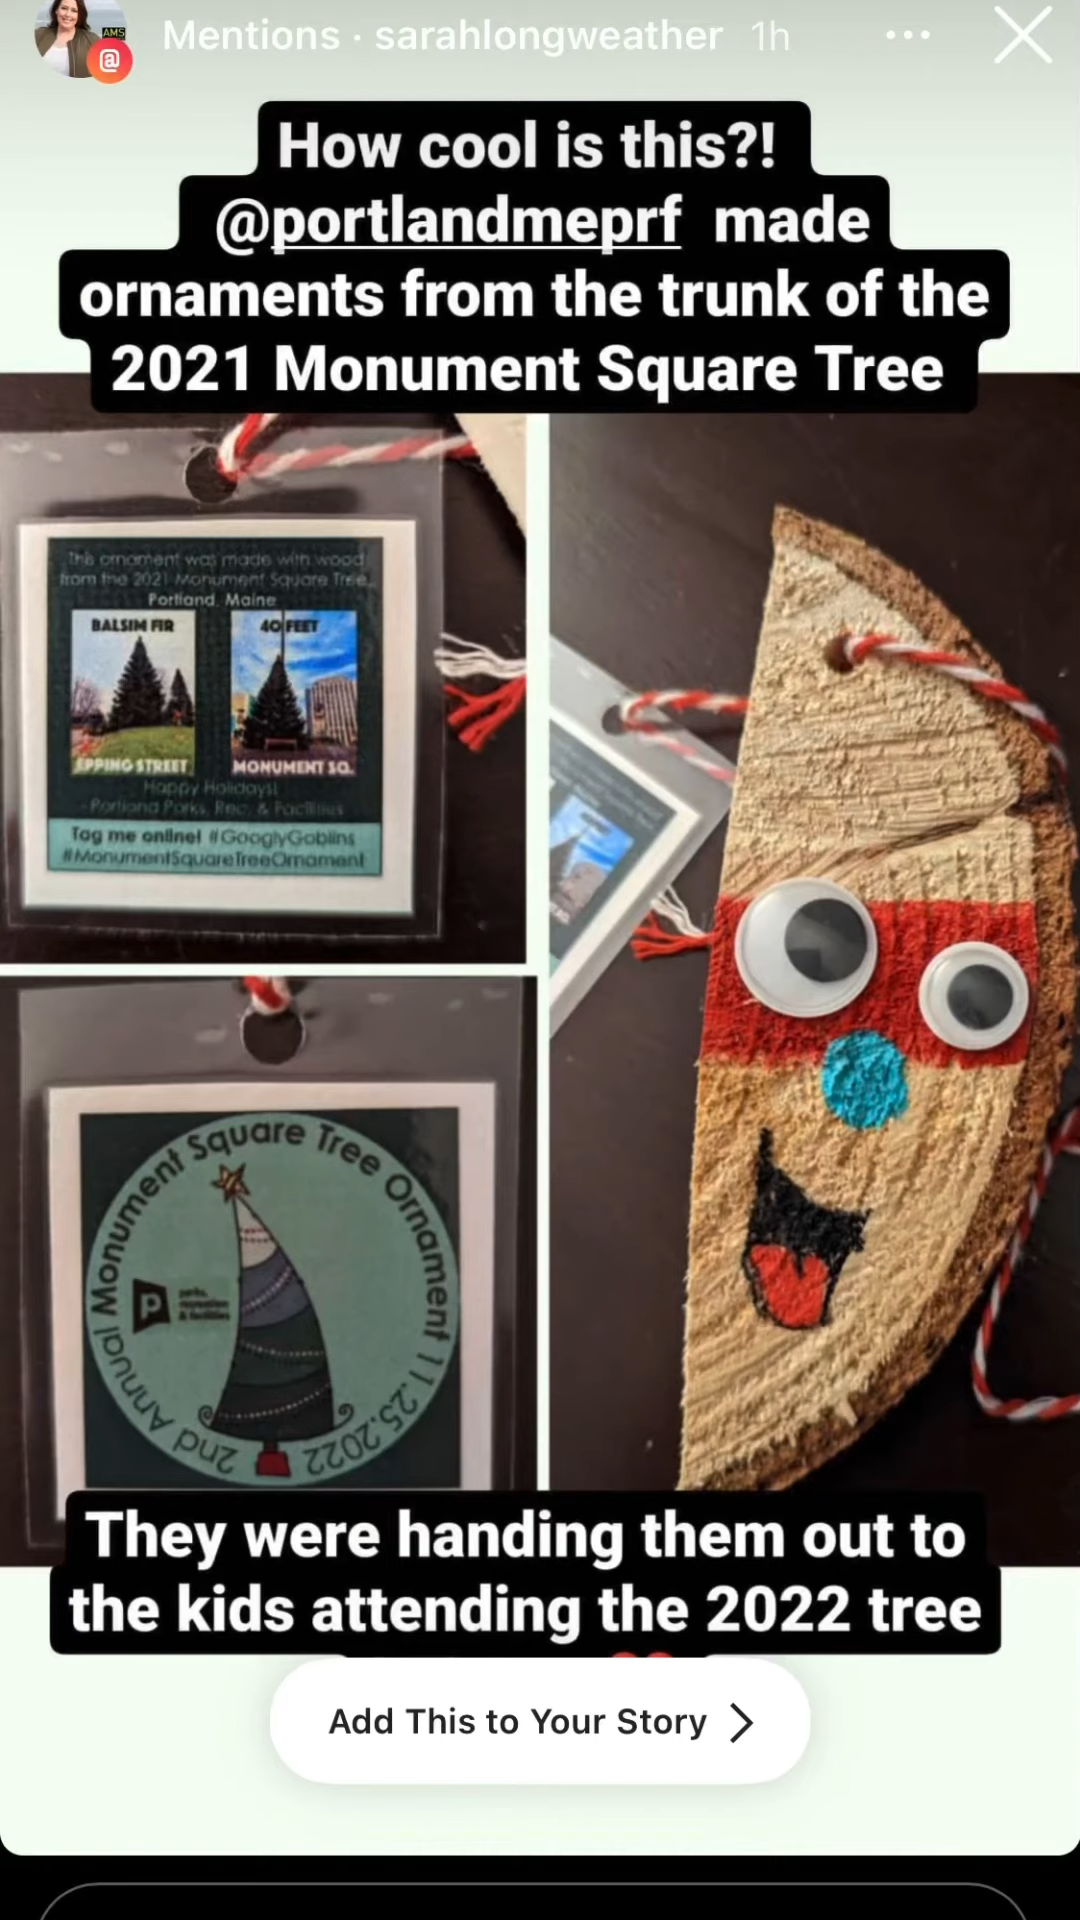 AMS
Mentions · sarahlongweather 1h
How cool is this?!
@portlandmeprf made
ornaments from the trunk of the
2021 Monument Square Tree
This ornament was made with wood
from the 2021 Monument Square Tree,
Portland, Maine
BALSIM FIR
40 FEET
EPPING STREET
MONUMENT SQ.
Happy Holidays!
- Portland Parks, Rec. & Facilities
Tag me online! #GooglyGoblins
#MonumentSquareTreeOrnament
2nd Annual Monument Square Tree Ornament 11.25.2022
P
parks,
recreation
& facilities
They were handing them out to
the kids attending the 2022 tree
Add This to Your Story